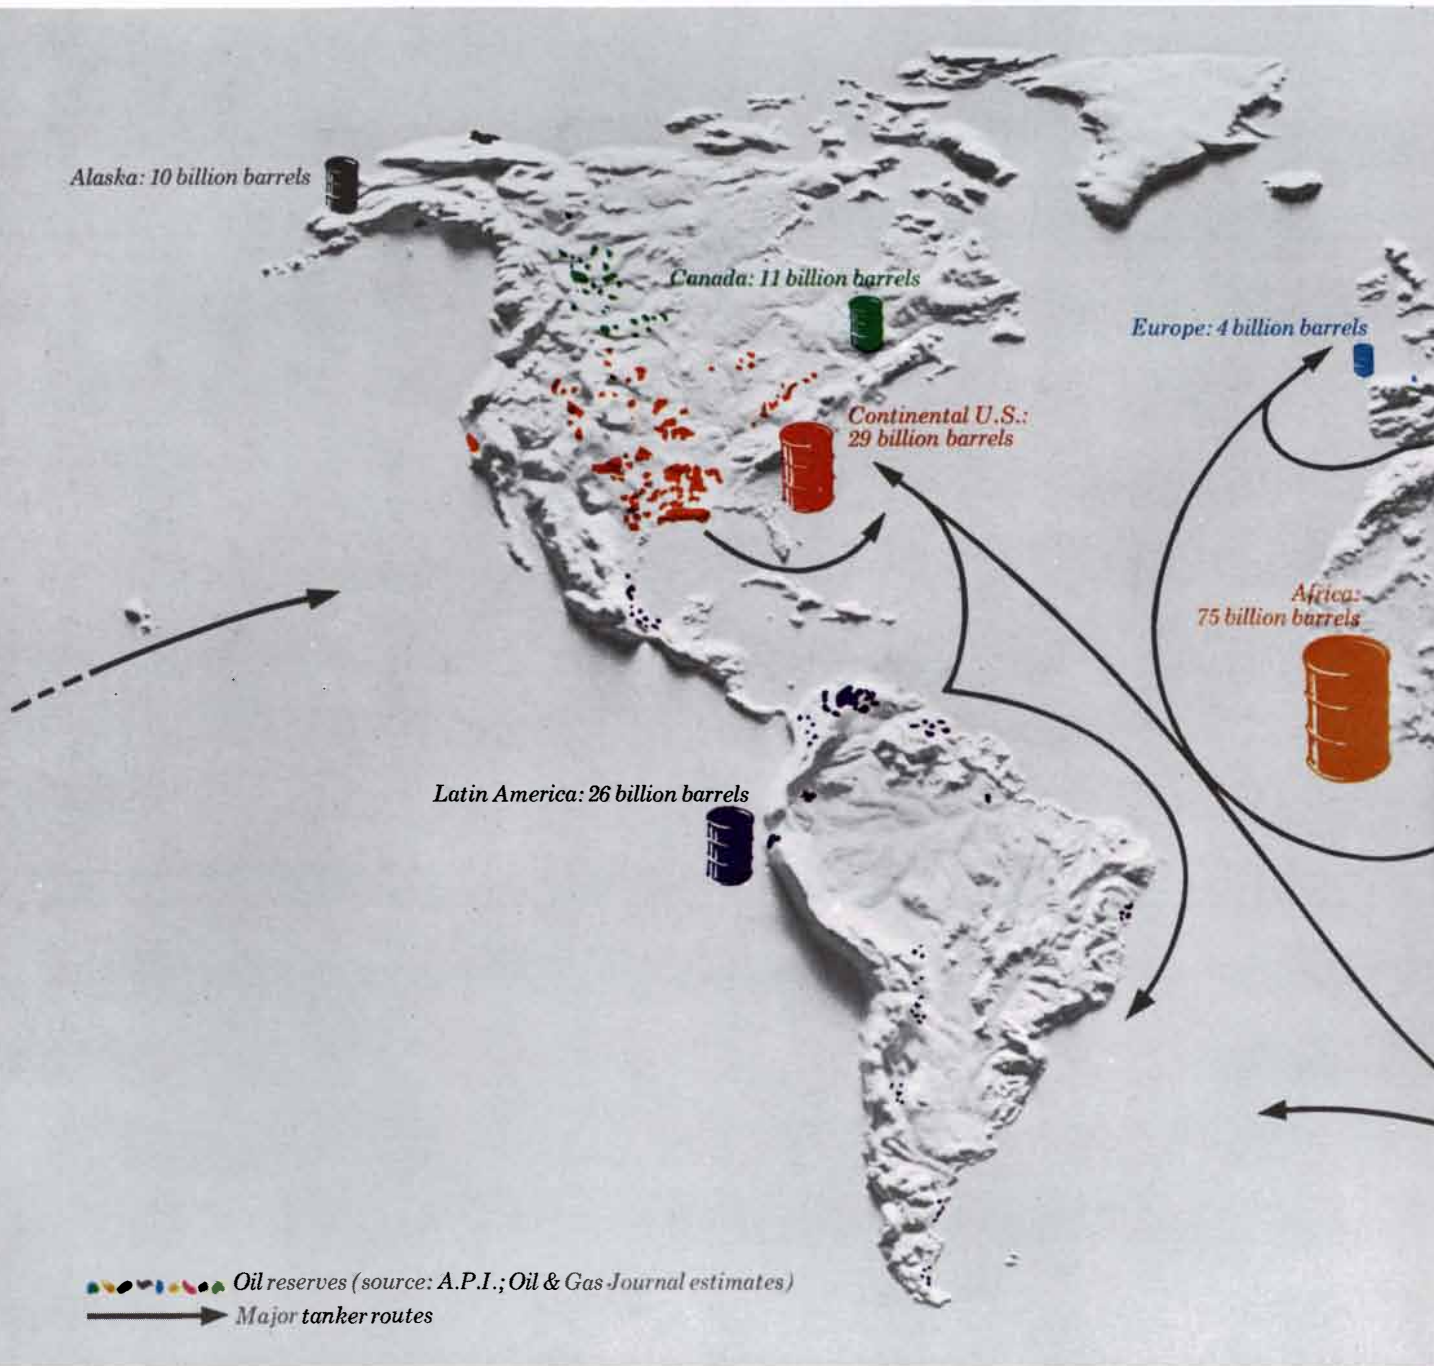 Alaska: 10 billion barrels
Canada: 11 billion barrels
Europe: 4 billion barrels
Continental U.S.:
29 billion barrels
Africa:
75 billion barrels
Latin America: 26 billion barrels
Oil reserves (source: A.P.I.; Oil & Gas Journal estimates)
Major tanker routes